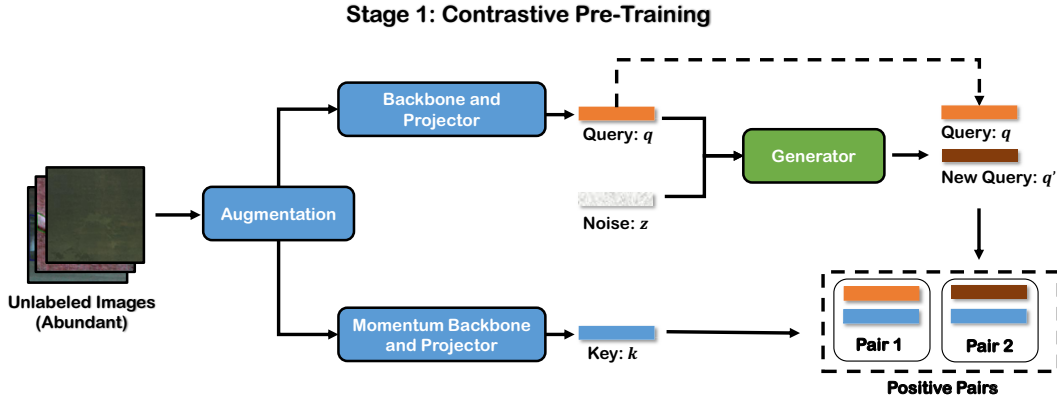 Stage 1: Contrastive Pre-Training
Backbone and
Projector
Query: q
Generator
Query: q
New Query: q'
Augmentation
Noise: z
Unlabeled Images
(Abundant)
Momentum Backbone
and Projector
Key: k
Pair 1
Pair 2
Positive Pairs